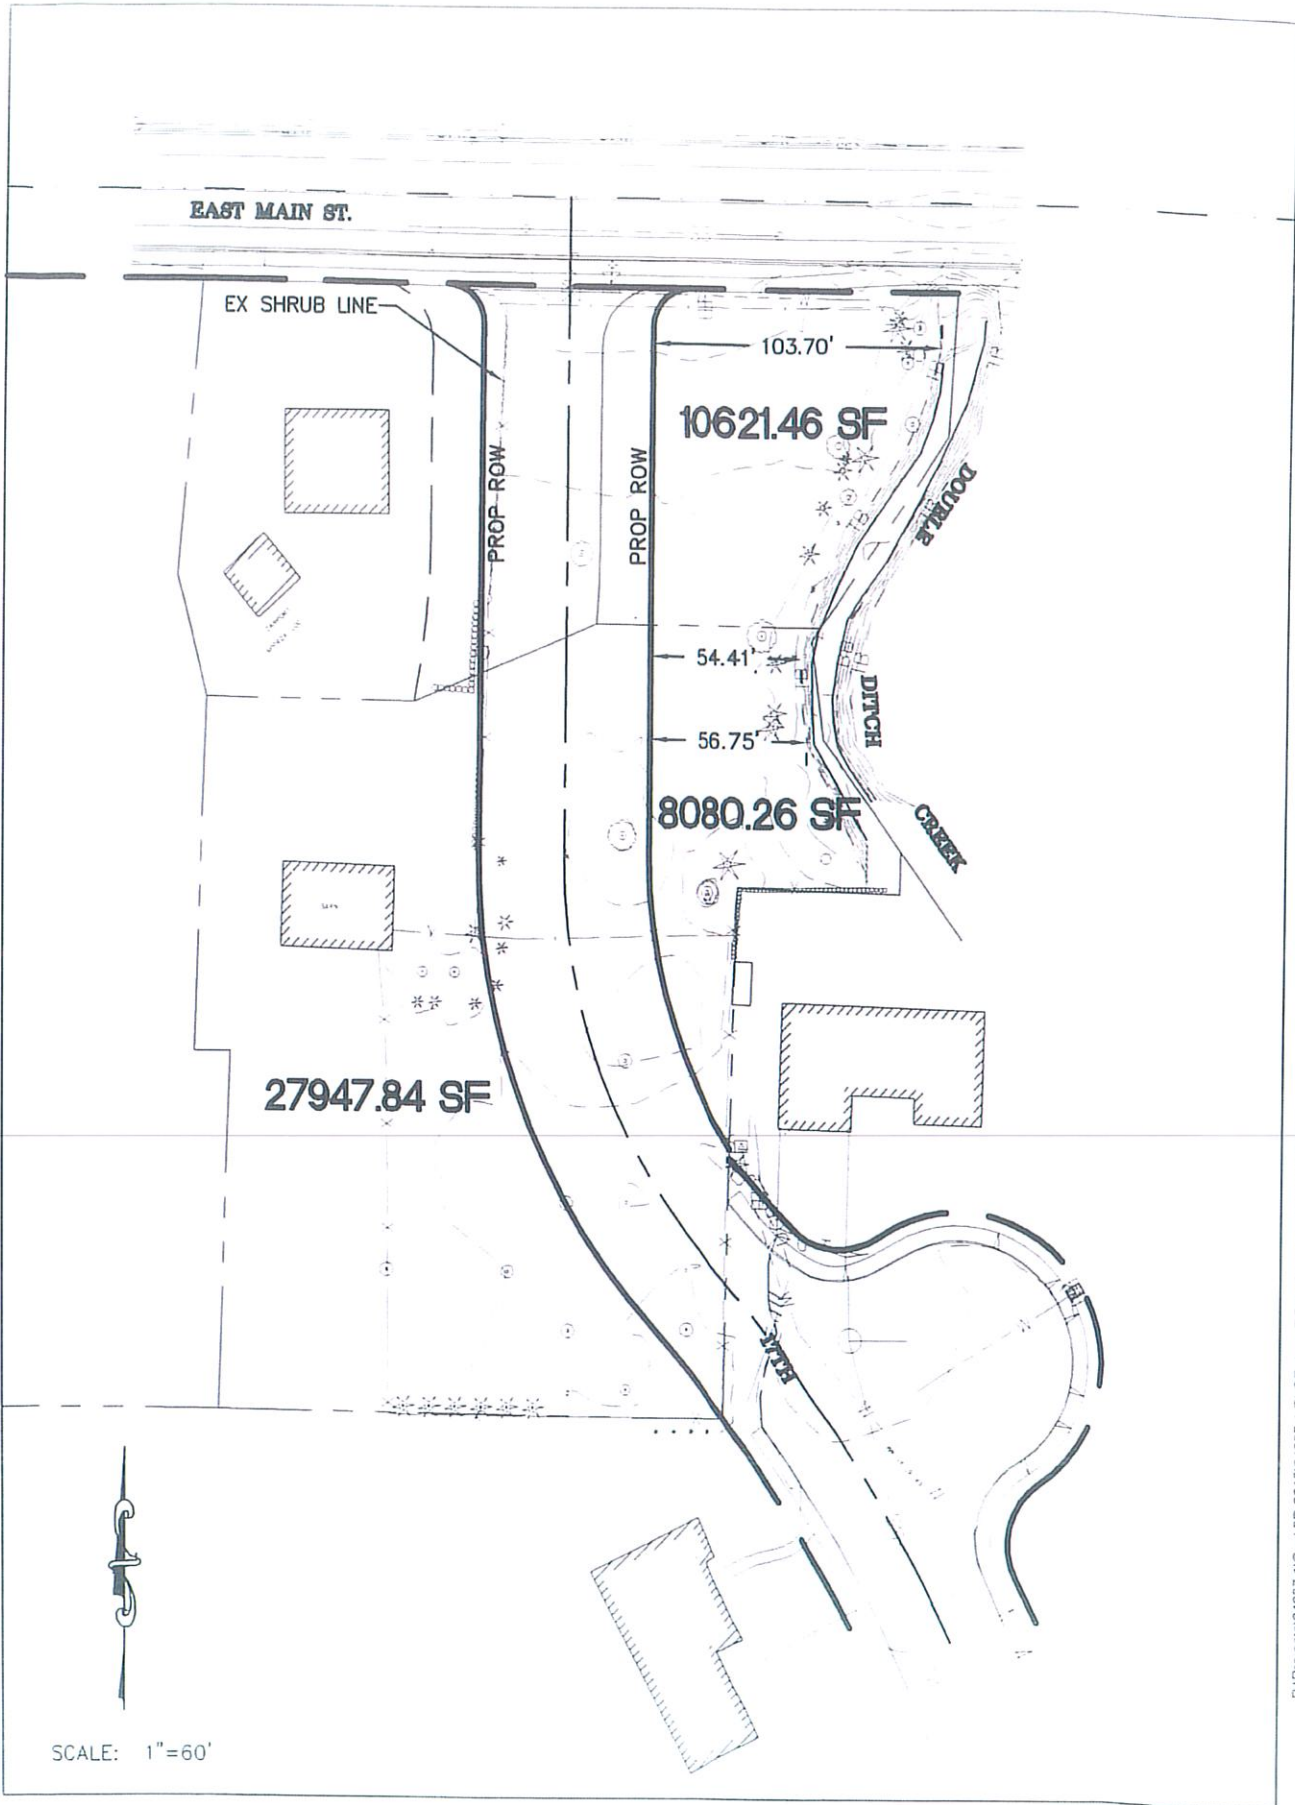 EAST MAIN ST.
EX SHRUB LINE
103.70'
10621.46 SF
PROP ROW
PROP ROW
DOUBLE
54.41'
DITCH
56.75'
8080.26 SF
CREEK
27947.84 SF
17TH
SCALE: 1"=60'